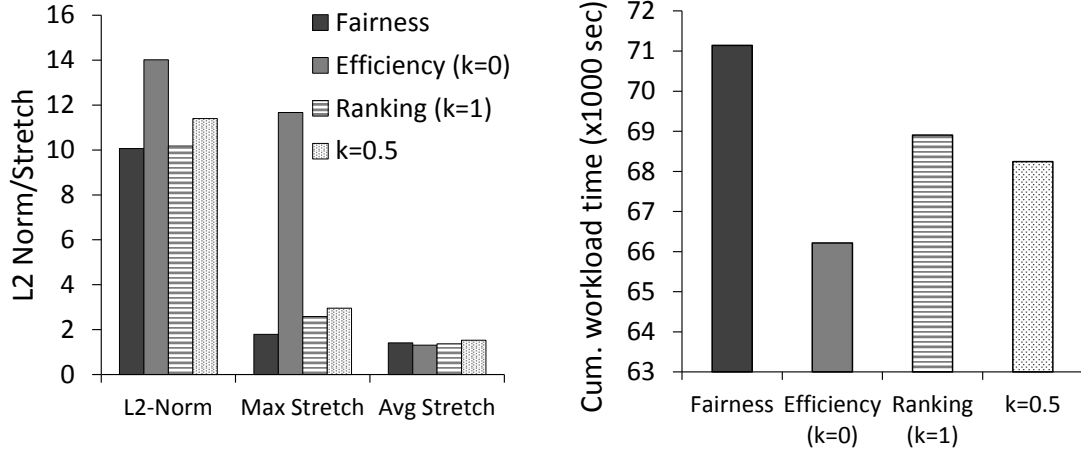 L2 Norm/Stretch
16
14
12
10
8
6
4
2
0
Fairness
Efficiency (k=0)
Ranking (k=1)
k=0.5
L2-Norm Max Stretch Avg Stretch
Cum. workload time (x1000 sec)
72
71
70
69
68
67
66
65
64
63
Fairness Efficiency Ranking k=0.5
(k=0) (k=1)